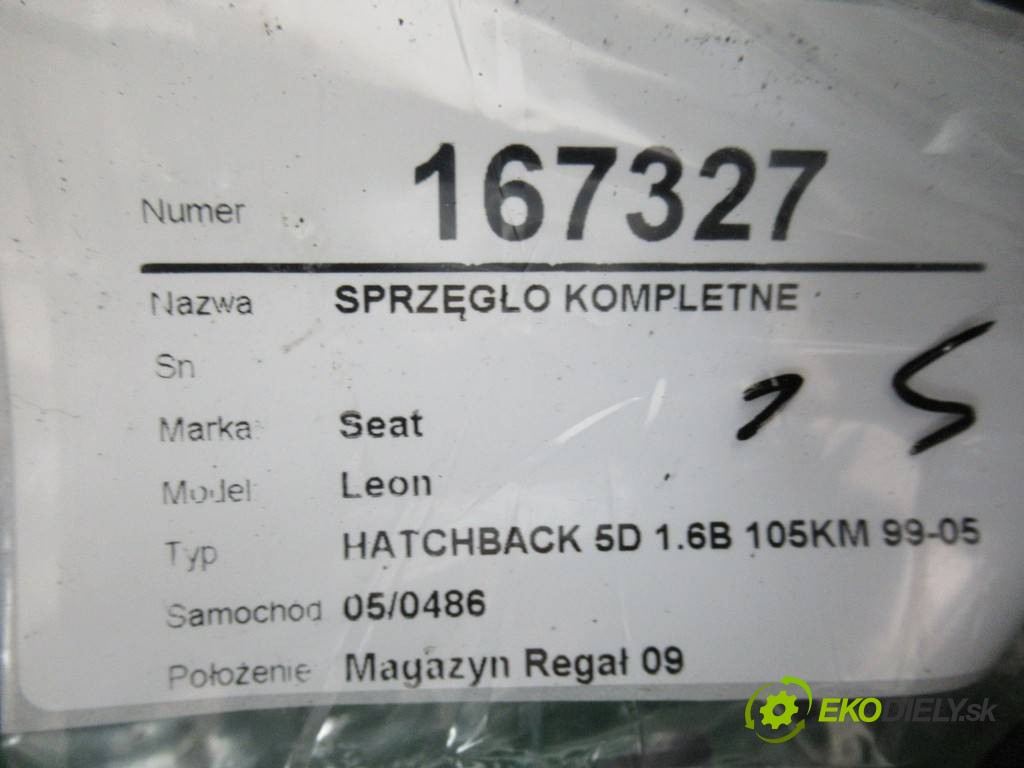 Numer 167327
Nazwa SPRZĘGŁO KOMPLETNE
Sn
Marka Seat
Model Leon
Typ HATCHBACK 5D 1.6B 105KM 99-05
Samochód 05/0486
Położenie Magazyn Regał 09
EKODIELY.sk